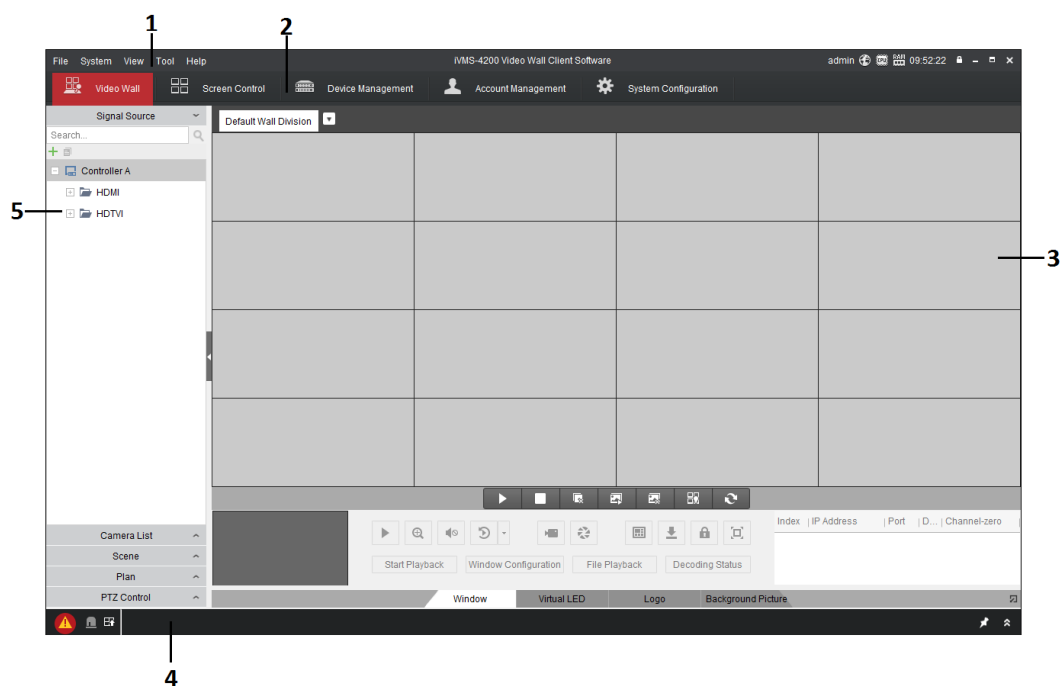 1
2
File System View Tool Help iVMS-4200 Video Wall Client Software admin 09:52:22
Video Wall Screen Control Device Management Account Management System Configuration
Signal Source
Default Wall Division
Search...
Controller A
HDMI
5
HDTVI
3
Index IP Address Port D... Channel-zero
Camera List
Scene
Start Playback Window Configuration File Playback Decoding Status
Plan
PTZ Control
Window Virtual LED Logo Background Picture
4